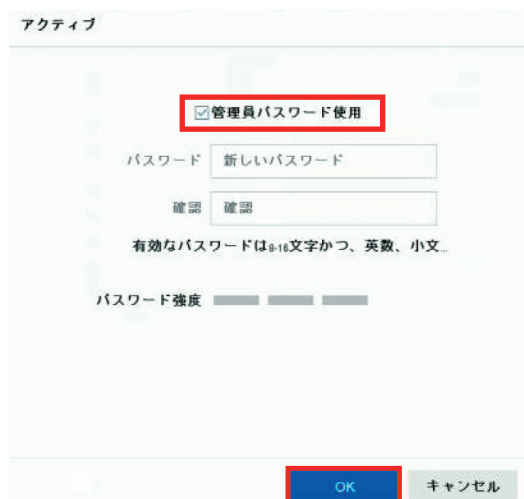 アクティブ
管理員パスワード使用
パスワード 新しいパスワード
確認 確認
有効なパスワードは8-16文字かつ、英数、小文...
パスワード強度
OK キャンセル